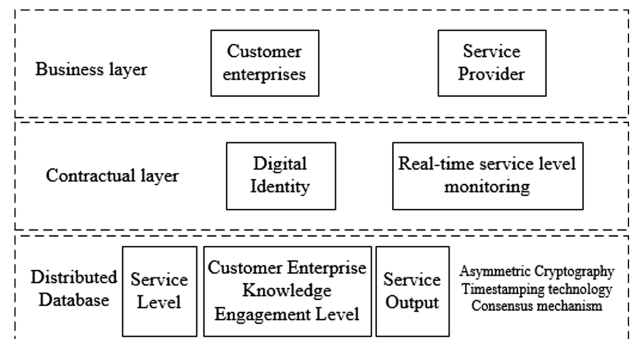 Business layer
Customer
enterprises
Service
Provider
Contractual layer
Digital
Identity
Real-time service level
monitoring
Distributed
Database
Service
Level
Customer Enterprise
Knowledge
Engagement Level
Service
Output
Asymmetric Cryptography
Timestamping technology
Consensus mechanism